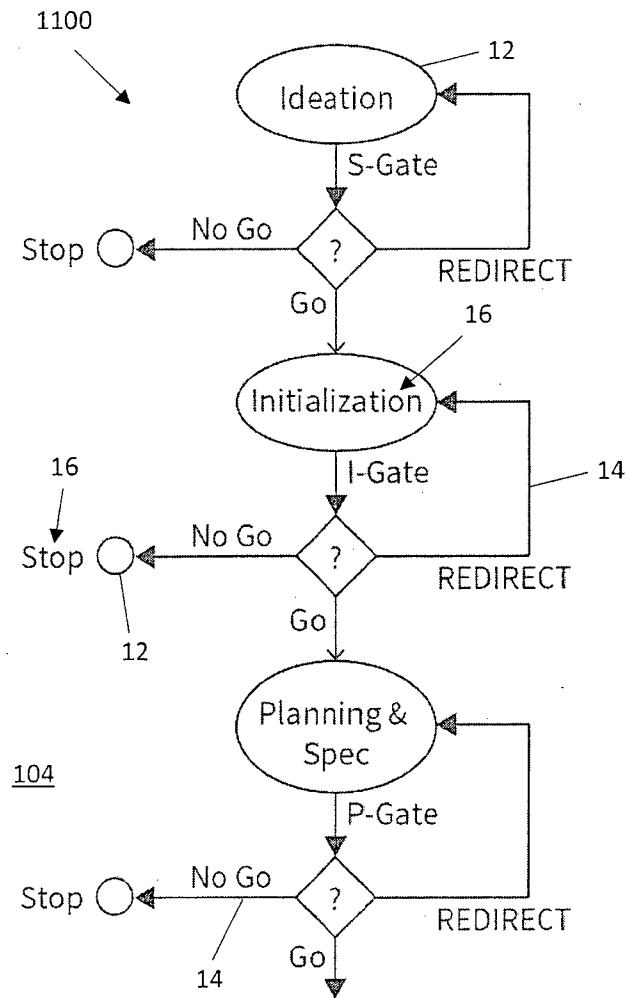 1100
12
Ideation
S-Gate
Stop
No Go
?
REDIRECT
Go
16
Initialization
I-Gate
16
14
Stop
No Go
?
REDIRECT
12
Go
Planning &
Spec
104
P-Gate
Stop
No Go
?
REDIRECT
14
Go